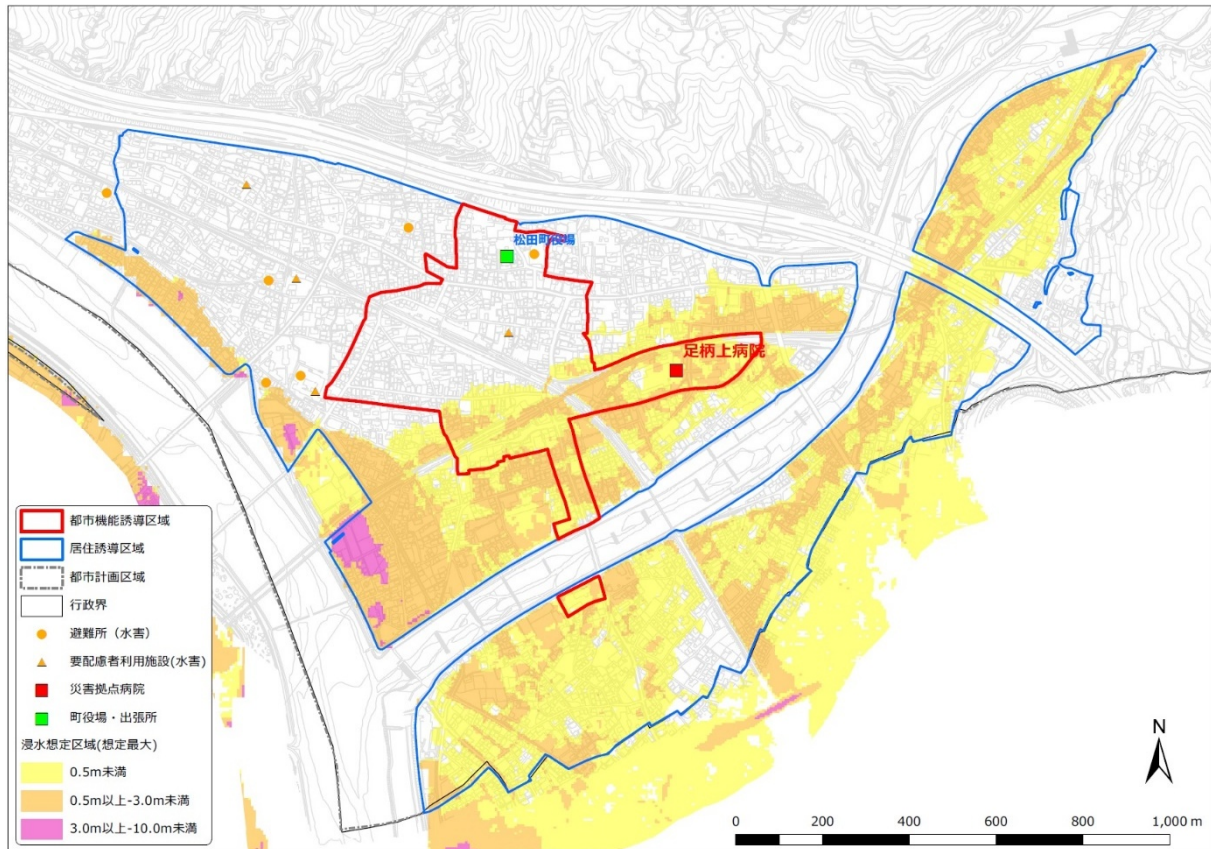 松田町役場
足柄上病院
都市機能誘導区域
居住誘導区域
都市計画区域
行政界
避難所（水害）
要配慮者利用施設(水害)
災害拠点病院
町役場・出張所
浸水想定区域(想定最大)
0.5m未満
0.5m以上-3.0m未満
3.0m以上-10.0m未満
N
0 200 400 600 800 1,000 m